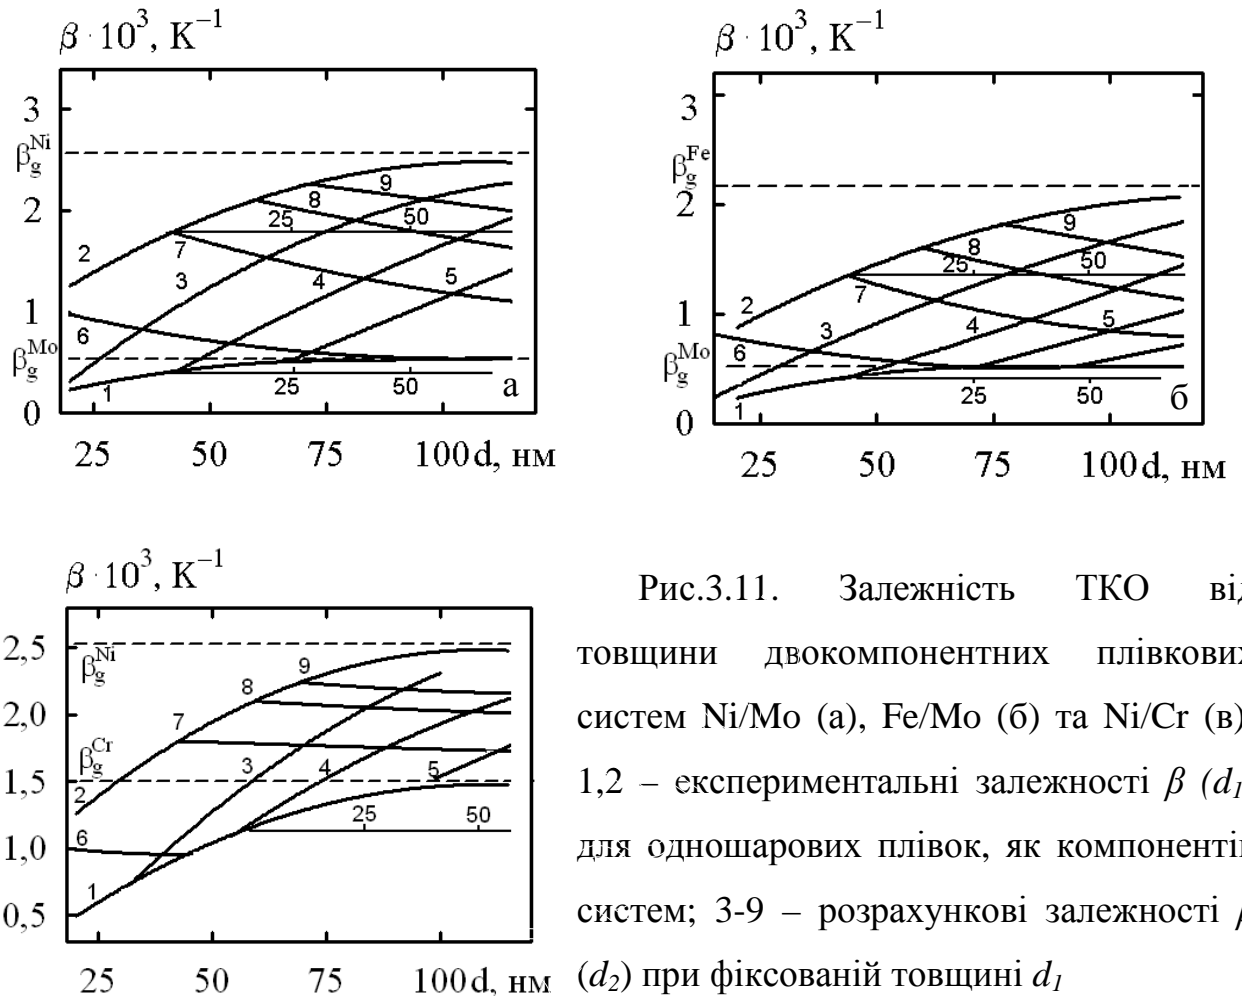 β · 10³, K⁻¹
3
β_g^Ni
2
1
β_g^Mo
0
2
7
3
8
9
25
50
4
5
6
1
25
50
а
25
50
75
100 d, нм
β · 10³, K⁻¹
3
β_g^Fe
2
1
β_g^Mo
0
2
7
3
8
9
25
50
4
5
6
1
25
50
б
25
50
75
100 d, нм
β · 10³, K⁻¹
2,5
2,0
1,5
1,0
0,5
β_g^Ni
9
8
7
β_g^Cr
3
4
5
2
25
50
6
1
25
50
75
100 d, нм
Рис.3.11. Залежність ТКО від
товщини двокомпонентних плівкових
систем Ni/Mo (а), Fe/Mo (б) та Ni/Cr (в)
1,2 – експериментальні залежності β (d₁
для одношарових плівок, як компонентів
систем; 3-9 – розрахункові залежності β
(d₂) при фіксованій товщині d₁